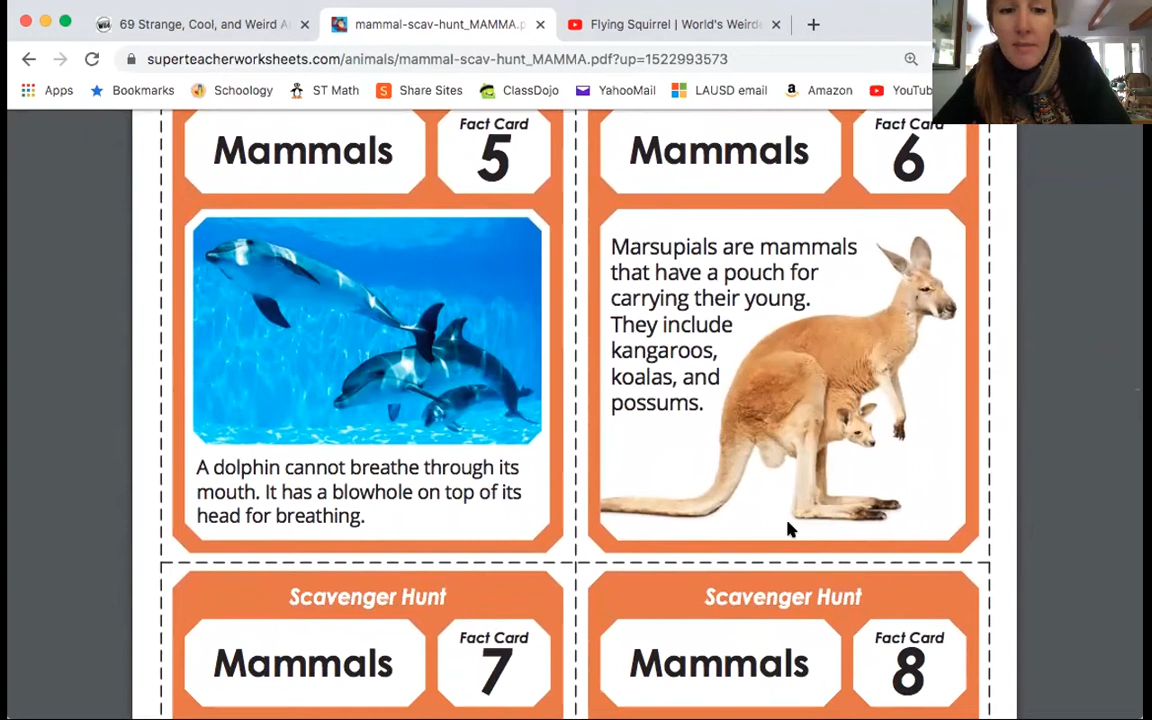 69 Strange, Cool, and Weird A
mammal-scav-hunt_MAMMA.p
Flying Squirrel | World's Weird
superteacherworksheets.com/animals/mammal-scav-hunt_MAMMA.pdf?up=1522993573
Apps
Bookmarks
Schoology
ST Math
Share Sites
ClassDojo
YahooMail
LAUSD email
Amazon
YouTub
Fact Card
Mammals
5
Fact Card
Mammals
6
A dolphin cannot breathe through its
mouth. It has a blowhole on top of its
head for breathing.
Marsupials are mammals
that have a pouch for
carrying their young.
They include
kangaroos,
koalas, and
possums.
Scavenger Hunt
Fact Card
Mammals
7
Scavenger Hunt
Fact Card
Mammals
8